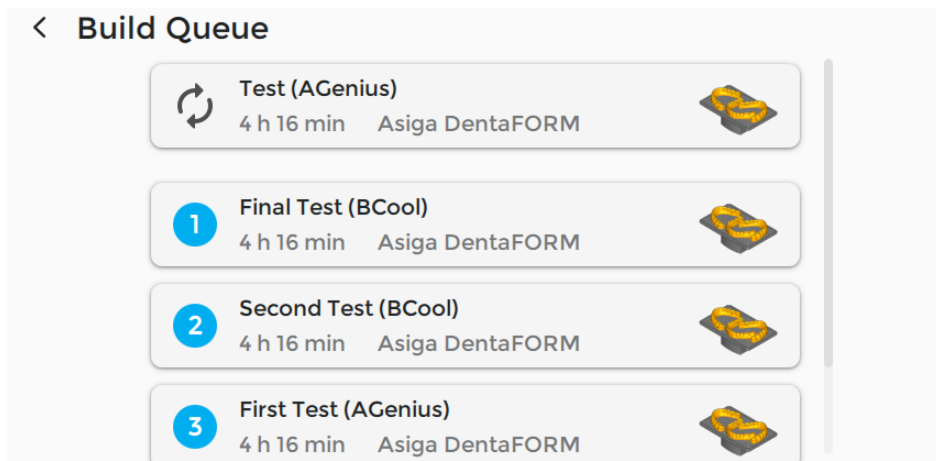 Build Queue
Test (AGenius)
4 h 16 min Asiga DentaFORM
1
Final Test (BCool)
4 h 16 min Asiga DentaFORM
2
Second Test (BCool)
4 h 16 min Asiga DentaFORM
3
First Test (AGenius)
4 h 16 min Asiga DentaFORM